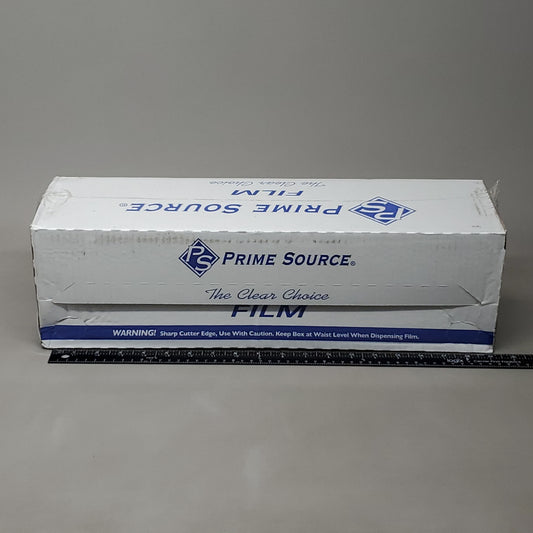 The Clear Choice
FILM
PRIME SOURCE® PS
PS PRIME SOURCE®
The Clear Choice
FILM
WARNING! Sharp Cutter Edge, Use With Caution. Keep Box at Waist Level When Dispensing Film.